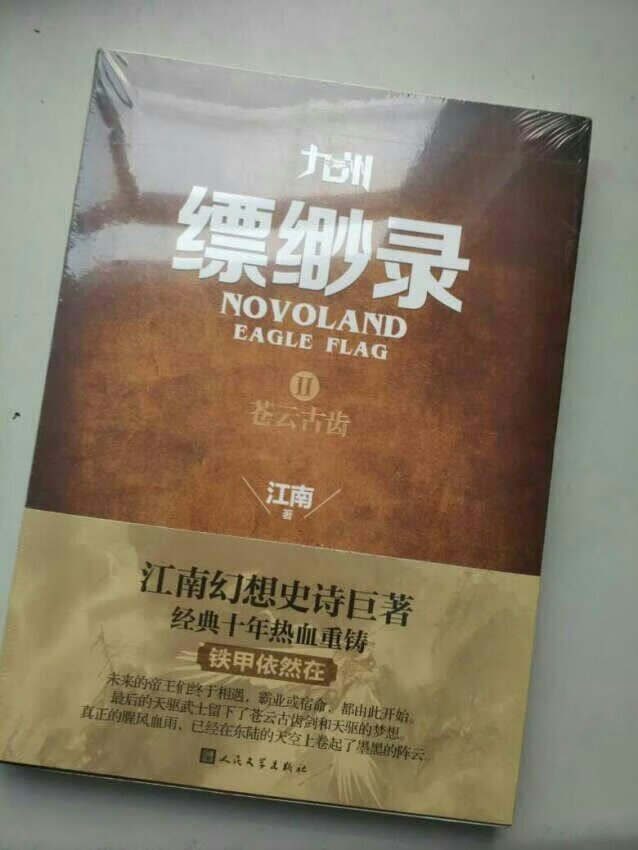 九州
缥缈录
NOVOLAND
EAGLE FLAG
II
苍云古齿
江南
著
江南幻想史诗巨著
经典十年热血重铸
铁甲依然在
未来的帝王们终于相遇，霸业或宿命，都由此开始。
最后的天驱武士留下了苍云古齿剑和天驱的梦想。
真正的腥风血雨，已经在东陆的天空上卷起了墨黑的阵云。
人民文学出版社